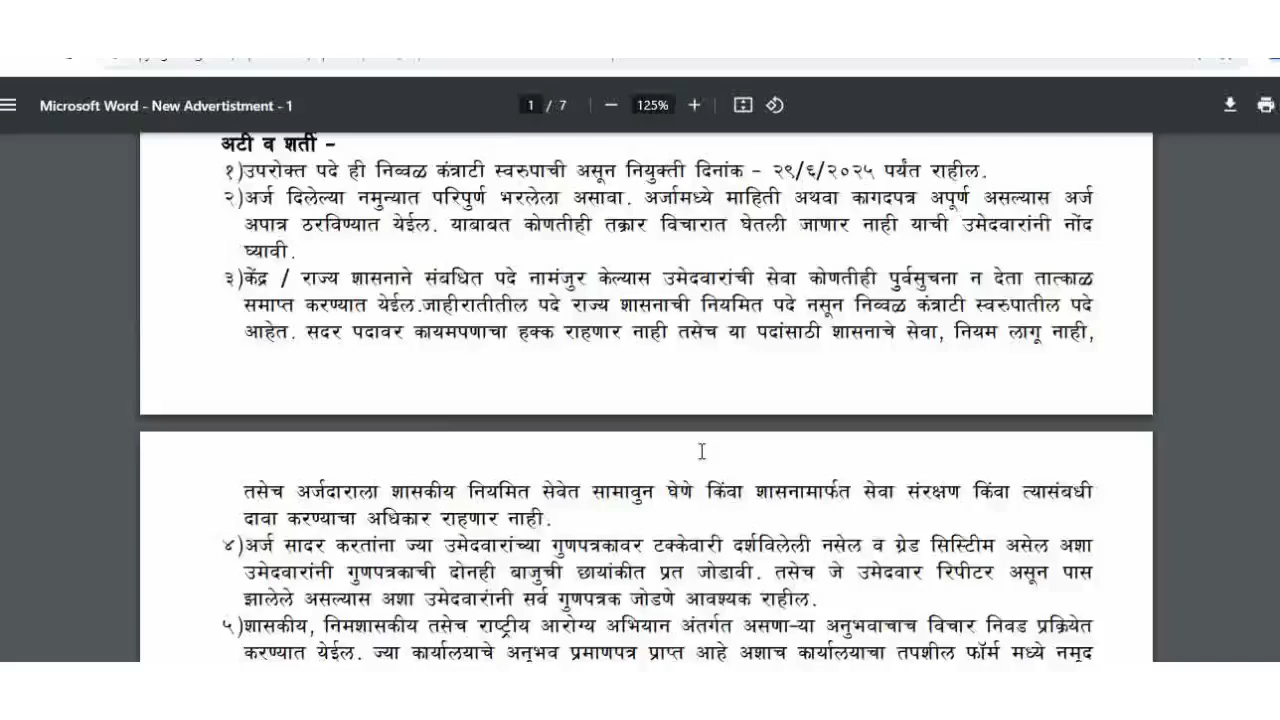 Microsoft Word - New Advertistment - 1
1 / 7
125%
अटी व शर्ती -
१)उपरोक्त पदे ही निव्वळ कंत्राटी स्वरुपाची असून नियुक्ती दिनांक - २९/६/२०२५ पर्यंत राहील.
२)अर्ज दिलेल्या नमुन्यात परिपुर्ण भरलेला असावा. अर्जामध्ये माहिती अथवा कागदपत्र अपूर्ण असल्यास अर्ज
अपात्र ठरविण्यात येईल. याबाबत कोणतीही तक्रार विचारात घेतली जाणार नाही याची उमेदवारांनी नोंद
घ्यावी.
३)केंद्र / राज्य शासनाने संबधित पदे नामंजुर केल्यास उमेदवारांची सेवा कोणतीही पुर्वसुचना न देता तात्काळ
समाप्त करण्यात येईल.जाहीरातीतील पदे राज्य शासनाची नियमित पदे नसून निव्वळ कंत्राटी स्वरुपातील पदे
आहेत. सदर पदावर कायमपणाचा हक्क राहणार नाही तसेच या पदांसाठी शासनाचे सेवा, नियम लागू नाही,
तसेच अर्जदाराला शासकीय नियमित सेवेत सामावुन घेणे किंवा शासनामार्फत सेवा संरक्षण किंवा त्यासंबधी
दावा करण्याचा अधिकार राहणार नाही.
४)अर्ज सादर करतांना ज्या उमेदवारांच्या गुणपत्रकावर टक्केवारी दर्शविलेली नसेल व ग्रेड सिस्टिीम असेल अशा
उमेदवारांनी गुणपत्रकाची दोनही बाजुची छायांकीत प्रत जोडावी. तसेच जे उमेदवार रिपीटर असून पास
झालेले असल्यास अशा उमेदवारांनी सर्व गुणपत्रक जोडणे आवश्यक राहील.
५)शासकीय, निमशासकीय तसेच राष्ट्रीय आरोग्य अभियान अंतर्गत असणा-या अनुभवाचाच विचार निवड प्रक्रियेत
करण्यात येईल. ज्या कार्यालयाचे अनुभव प्रमाणपत्र प्राप्त आहे अशाच कार्यालयाचा तपशील फॉर्म मध्ये नमूद